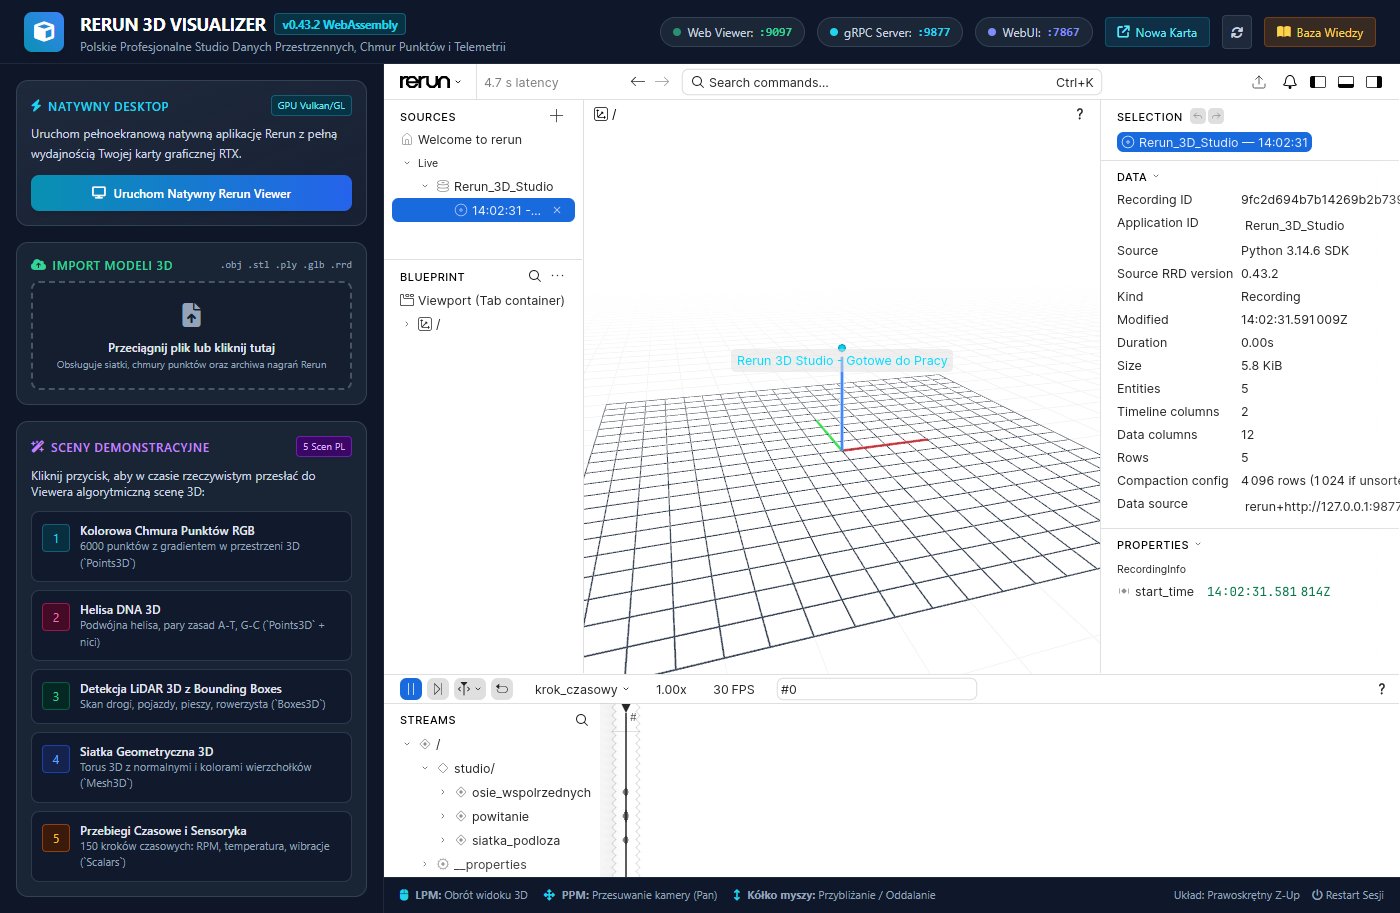 RERUN 3D VISUALIZER
v0.43.2 WebAssembly
Polskie Profesjonalne Studio Danych Przestrzennych, Chmur Punktów i Telemetrii
Web Viewer: :9097
gRPC Server: :9877
WebUI: :7867
Nowa Karta
Baza Wiedzy
NATYWNY DESKTOP
GPU Vulkan/GL
Uruchom pełnoekranową natywną aplikację Rerun z pełną
wydajnością Twojej karty graficznej RTX.
Uruchom Natywny Rerun Viewer
IMPORT MODELI 3D
.obj .stl .ply .glb .rrd
Przeciągnij plik lub kliknij tutaj
Obsługuje siatki, chmury punktów oraz archiwa nagrań Rerun
SCENY DEMONSTRACYJNE
5 Scen PL
Kliknij przycisk, aby w czasie rzeczywistym przesłać do
Viewera algorytmiczną scenę 3D:
1
Kolorowa Chmura Punktów RGB
6000 punktów z gradientem w przestrzeni 3D
(`Points3D`)
2
Helisa DNA 3D
Podwójna helisa, pary zasad A-T, G-C (`Points3D` +
nici)
3
Detekcja LiDAR 3D z Bounding Boxes
Skan drogi, pojazdy, pieszy, rowerzysta (`Boxes3D`)
4
Siatka Geometryczna 3D
Torus 3D z normalnymi i kolorami wierzchołków
(`Mesh3D`)
5
Przebiegi Czasowe i Sensoryka
150 kroków czasowych: RPM, temperatura, wibracje
(`Scalars`)
rerun
4.7 s latency
Search commands...
Ctrl+K
SOURCES
Welcome to rerun
Live
Rerun_3D_Studio
14:02:31 -...
BLUEPRINT
Viewport (Tab container)
/
/
?
Rerun 3D Studio - Gotowe do Pracy
SELECTION
Rerun_3D_Studio — 14:02:31
DATA
Recording ID 9fc2d694b7b14269b2b739
Application ID Rerun_3D_Studio
Source Python 3.14.6 SDK
Source RRD version 0.43.2
Kind Recording
Modified 14:02:31.591 009Z
Duration 0.00s
Size 5.8 KiB
Entities 5
Timeline columns 2
Data columns 12
Rows 5
Compaction config 4 096 rows (1 024 if unsorte
Data source rerun+http://127.0.0.1:9877
PROPERTIES
RecordingInfo
start_time 14:02:31.581 814Z
krok_czasowy
1.00x
30 FPS
#0
?
STREAMS
#
/
studio/
osie_wspolrzednych
powitanie
siatka_podloza
__properties
LPM: Obrót widoku 3D
PPM: Przesuwanie kamery (Pan)
Kółko myszy: Przybliżanie / Oddalanie
Układ: Prawoskrętny Z-Up
Restart Sesji